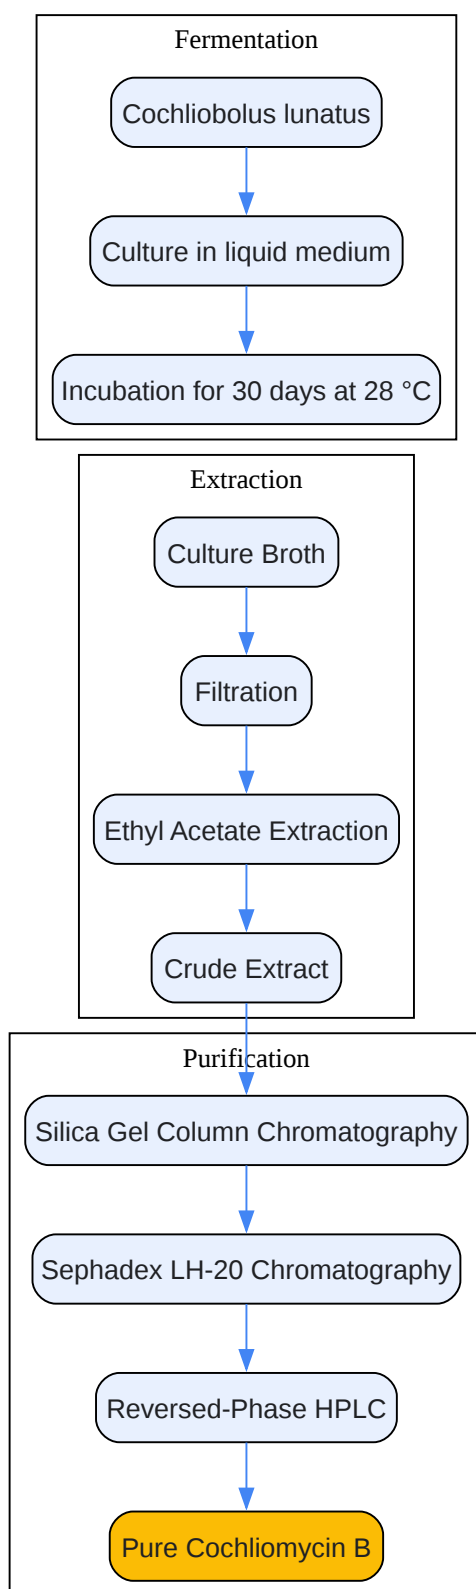 Fermentation
Cochliobolus lunatus
Culture in liquid medium
Incubation for 30 days at 28 °C
Extraction
Culture Broth
Filtration
Ethyl Acetate Extraction
Crude Extract
Purification
Silica Gel Column Chromatography
Sephadex LH-20 Chromatography
Reversed-Phase HPLC
Pure Cochliomycin B